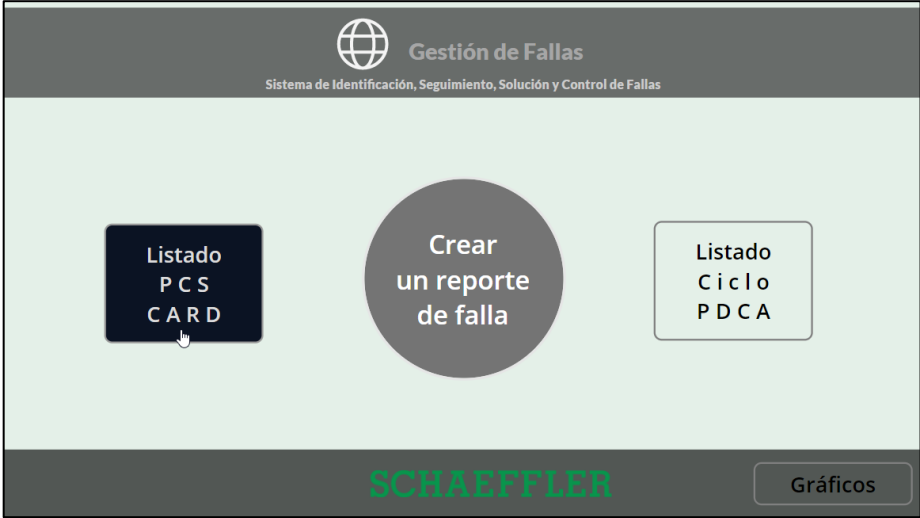 Gestión de Fallas
Sistema de Identificación, Seguimiento, Solución y Control de Fallas
Listado
P C S
C A R D
Crear
un reporte
de falla
Listado
C i c l o
P D C A
SCHAEFFLER
Gráficos